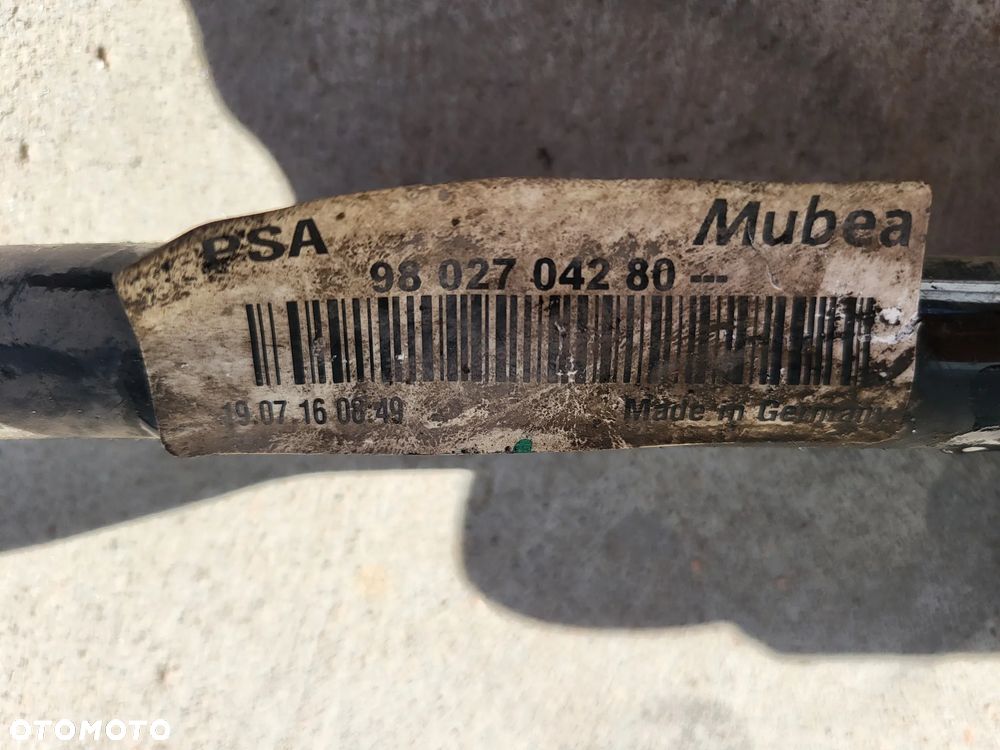 PSA Mubea
98 027 042 80 ---
19.07.16 08:49 Made in Germany
OTOMOTO